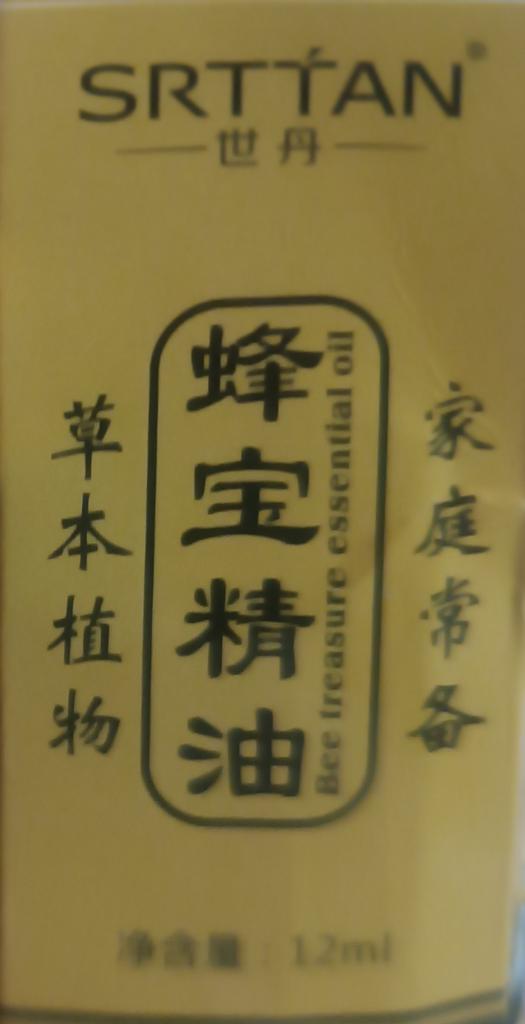 SRTTAN®
世丹
家庭常备
蜂宝精油
Bee treasure essential oil
草本植物
净含量：12ml